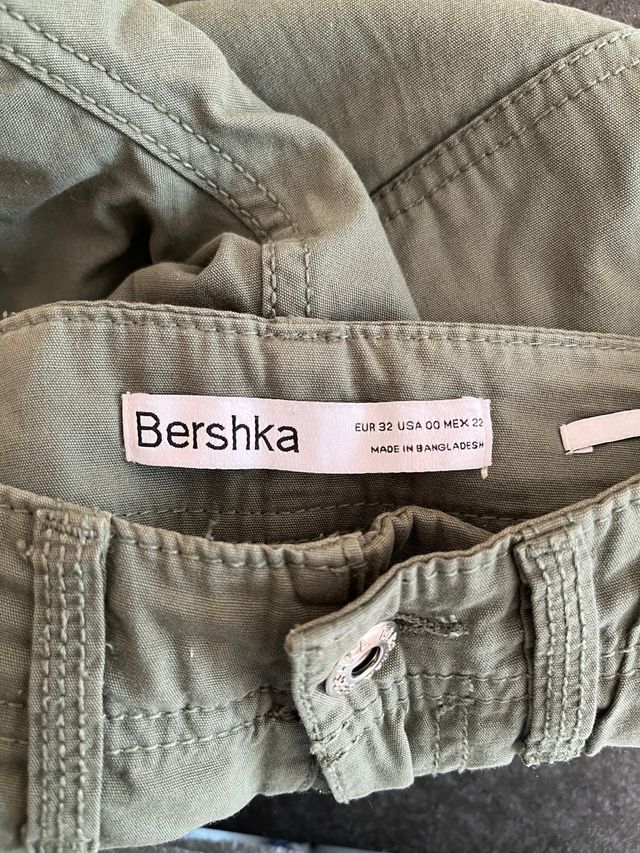 Bershka
EUR 32 USA 00 MEX 22
MADE IN BANGLADESH